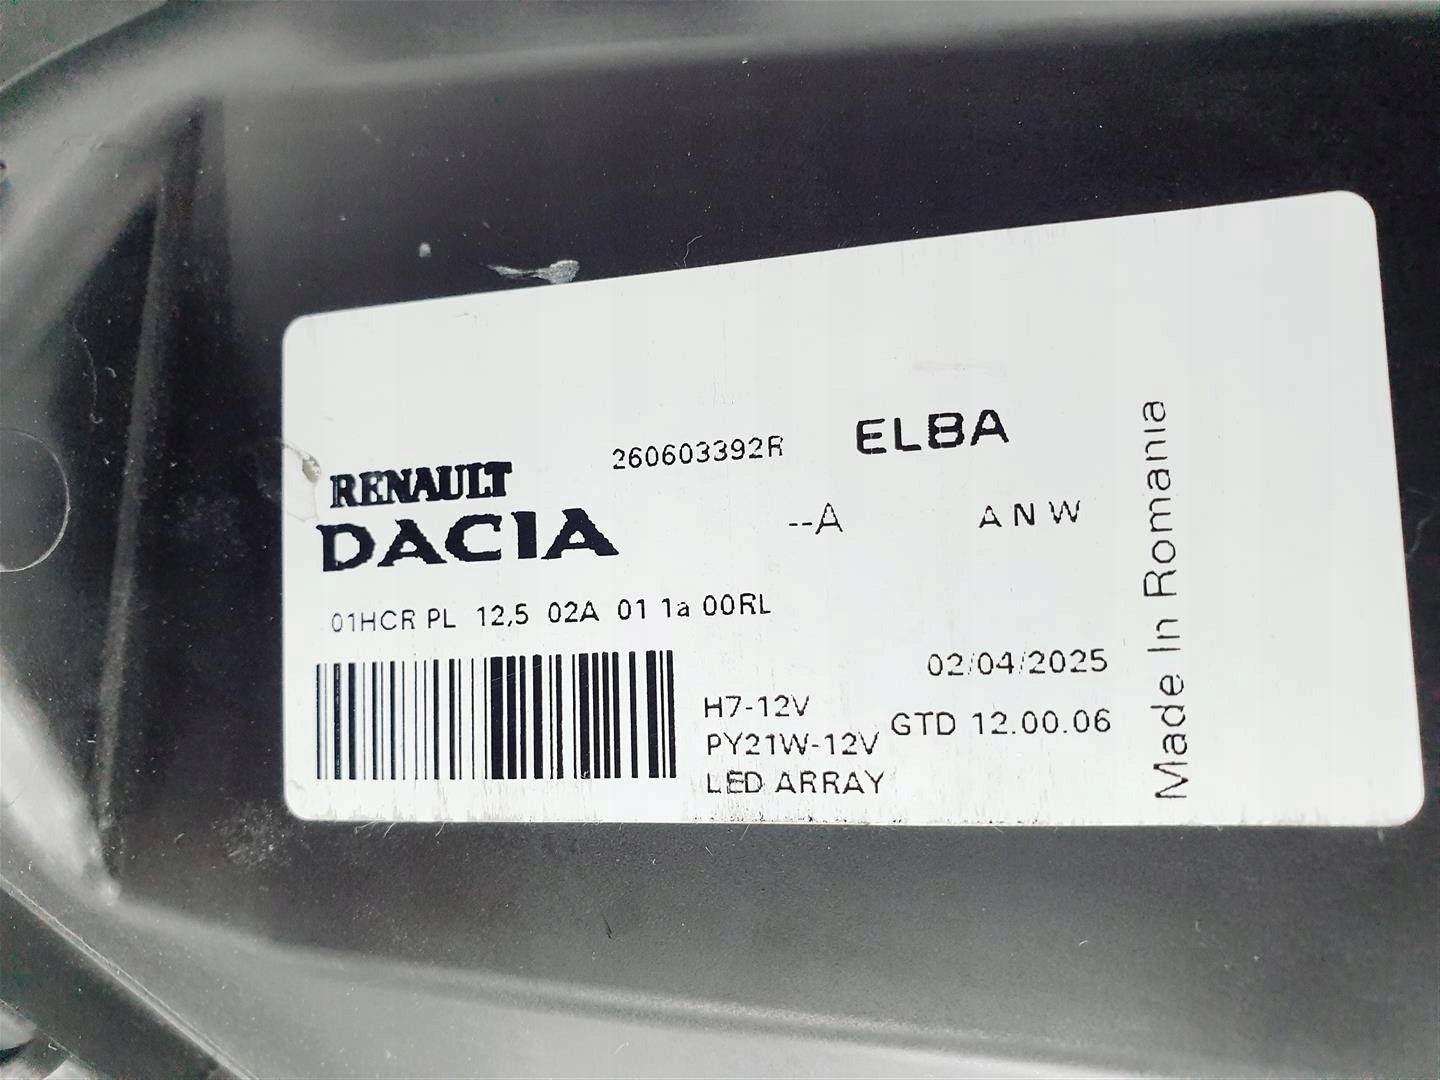 260603392R ELBA
RENAULT
DACIA
--A ANW
01HCR PL 12,5 02A 01 1a 00RL
02/04/2025
H7-12V
GTD 12.00.06
PY21W-12V
LED ARRAY
Made In Romania